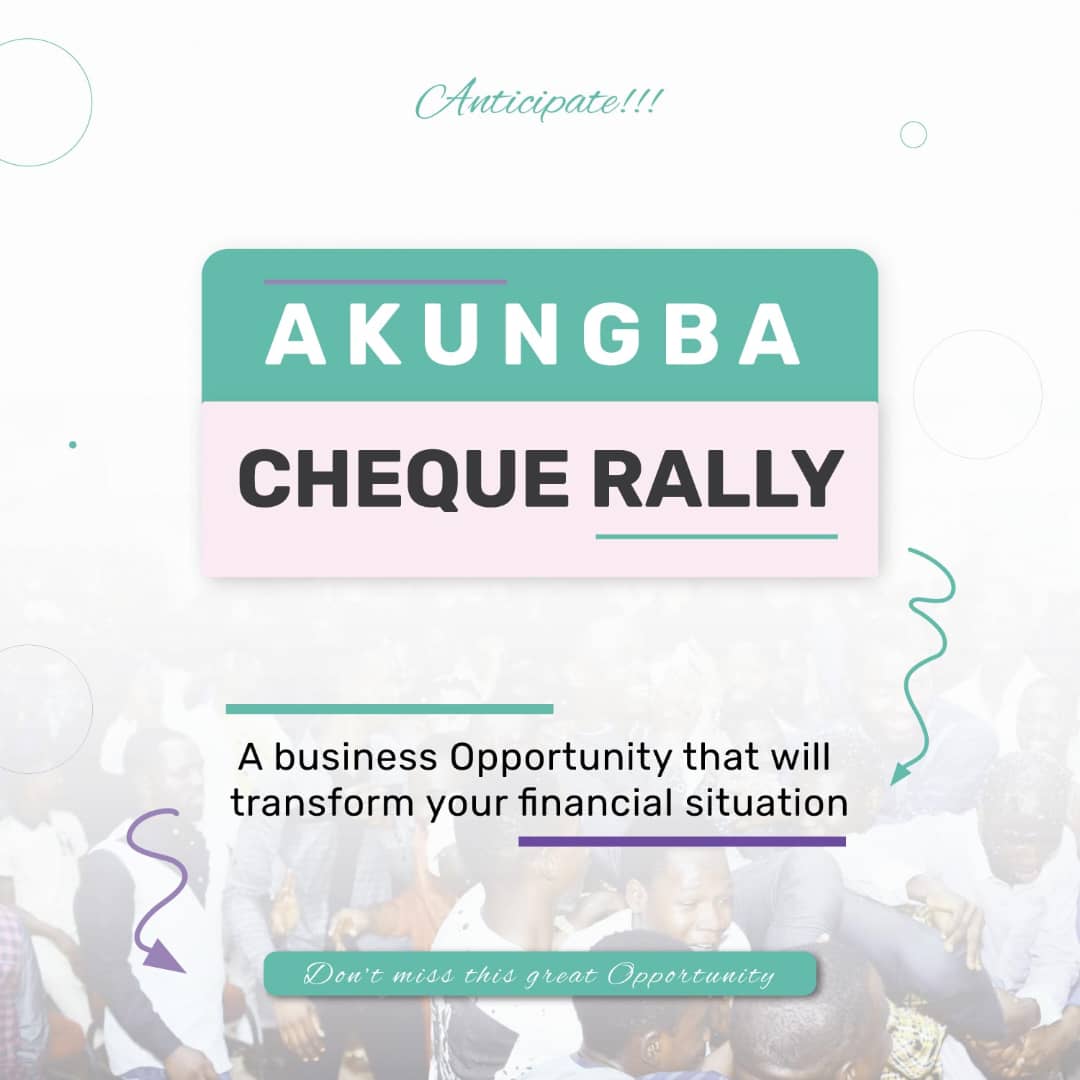 Anticipate!!!
AKUNGBA
CHEQUE RALLY
A business Opportunity that will
transform your financial situation
Don't miss this great Opportunity